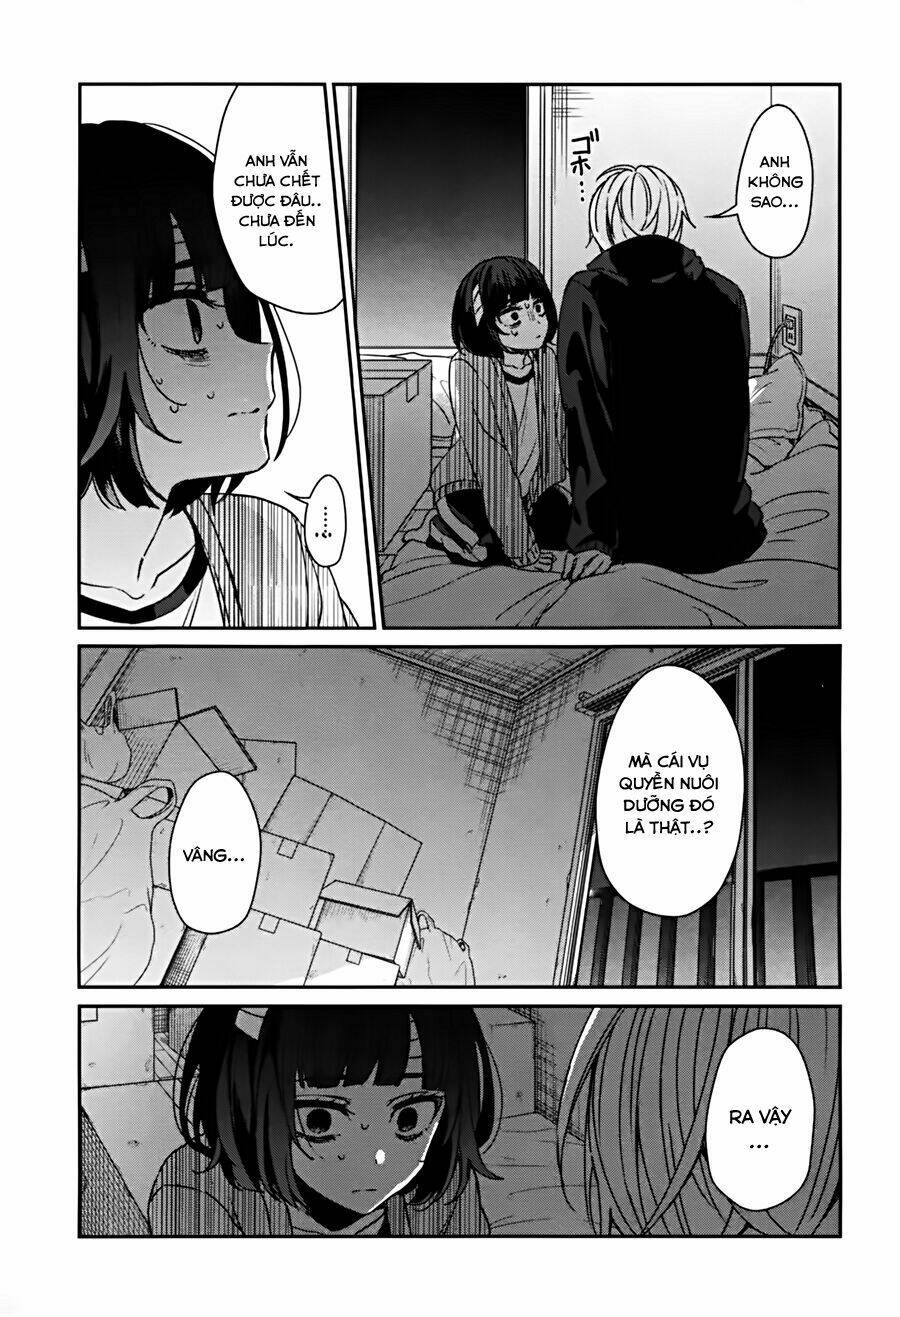 ANH
KHÔNG
SAO...
ゴホ...
ANH VẪN
CHƯA CHẾT
ĐƯỢC ĐÂU..
CHƯA ĐẾN
LÚC.
......
MÀ CÁI VỤ
QUYỀN NUÔI
DƯỠNG ĐÓ
LÀ THẬT..?
VÂNG...
RA VẬY
...